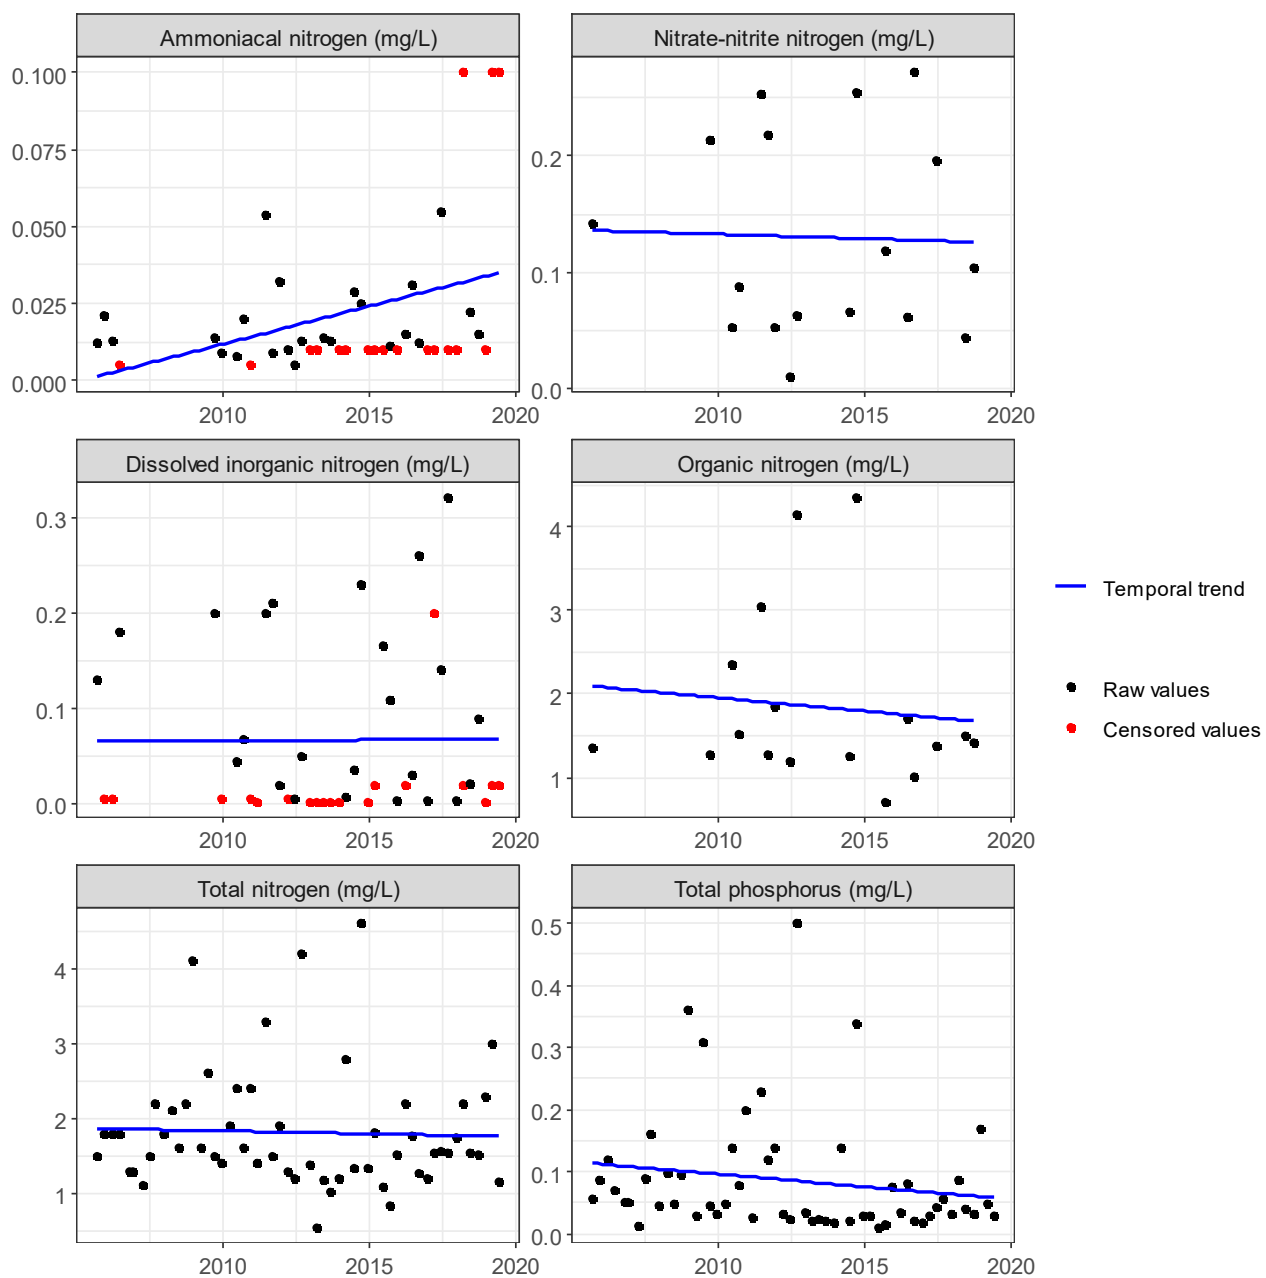 Ammoniacal nitrogen (mg/L)
Nitrate-nitrite nitrogen (mg/L)
0.100
0.075
0.050
0.025
0.000
2010 2015 2020
0.2
0.1
0.0
2010 2015 2020
Dissolved inorganic nitrogen (mg/L)
Organic nitrogen (mg/L)
0.3
0.2
0.1
0.0
2010 2015 2020
4
3
2
1
2010 2015 2020
Temporal trend
Raw values
Censored values
Total nitrogen (mg/L)
Total phosphorus (mg/L)
4
3
2
1
2010 2015 2020
0.5
0.4
0.3
0.2
0.1
0.0
2010 2015 2020